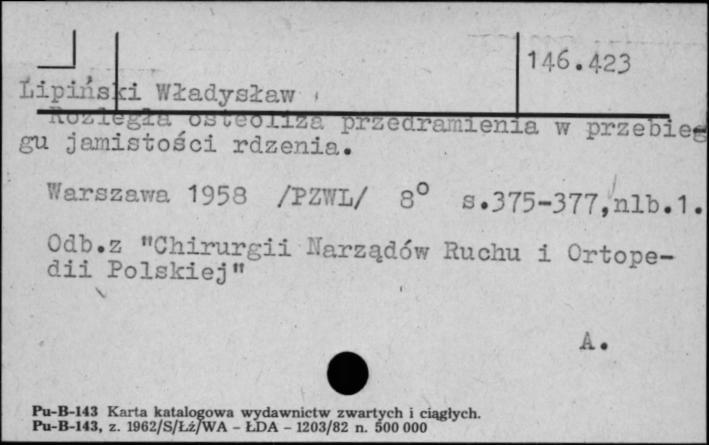 146.423
Lipiński Władysław
Rozległa osteoliza przedramienia w przebie
gu jamistości rdzenia.
Warszawa 1958 /PZWL/ 8° s.375-377,nlb.1.
Odb.z "Chirurgii Narządów Ruchu i Ortope-
dii Polskiej"
A.
Pu-B-143 Karta katalogowa wydawnictw zwartych i ciągłych.
Pu-B-143, z. 1962/S/Łż/WA - ŁDA - 1203/82 n. 500 000